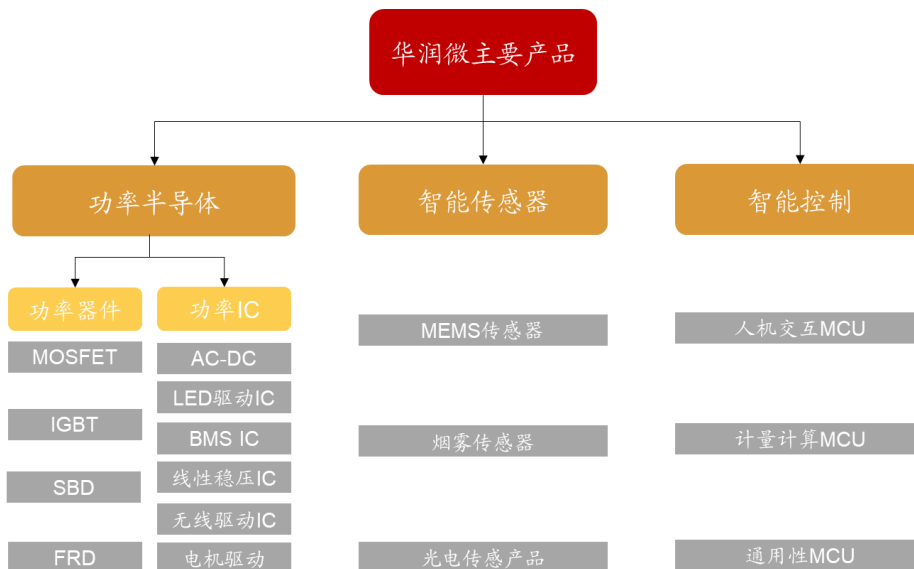 华润微主要产品
功率半导体
智能传感器
智能控制
功率器件
功率IC
MOSFET
IGBT
SBD
FRD
AC-DC
LED驱动IC
BMS IC
线性稳压IC
无线驱动IC
电机驱动
MEMS传感器
烟雾传感器
光电传感产品
人机交互MCU
计量计算MCU
通用性MCU